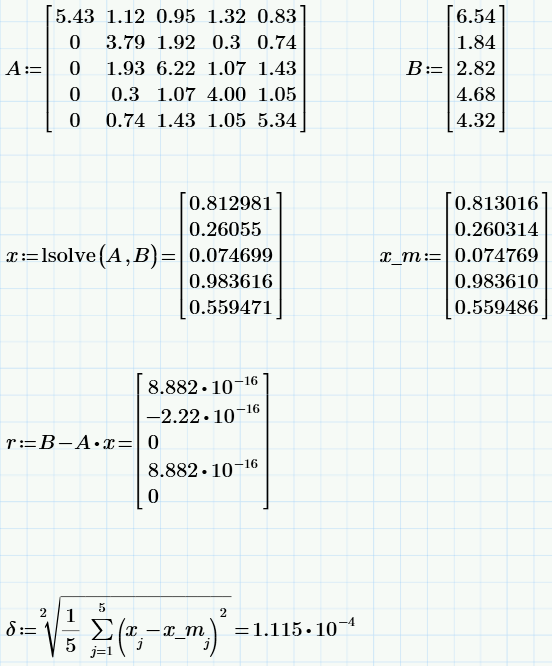 A:=[5.43 1.12 0.95 1.32 0.83
0 3.79 1.92 0.3 0.74
0 1.93 6.22 1.07 1.43
0 0.3 1.07 4.00 1.05
0 0.74 1.43 1.05 5.34]
B:=[6.54
1.84
2.82
4.68
4.32]
x:=lsolve(A,B)=[0.812981
0.26055
0.074699
0.983616
0.559471]
x_m:=[0.813016
0.260314
0.074769
0.983610
0.559486]
r:=B−A·x=[8.882·10⁻¹⁶
−2.22·10⁻¹⁶
0
8.882·10⁻¹⁶
0]
δ:=²√(1/5 ∑_{j=1}^{5}(x_j−x_m_j)²)=1.115·10⁻⁴